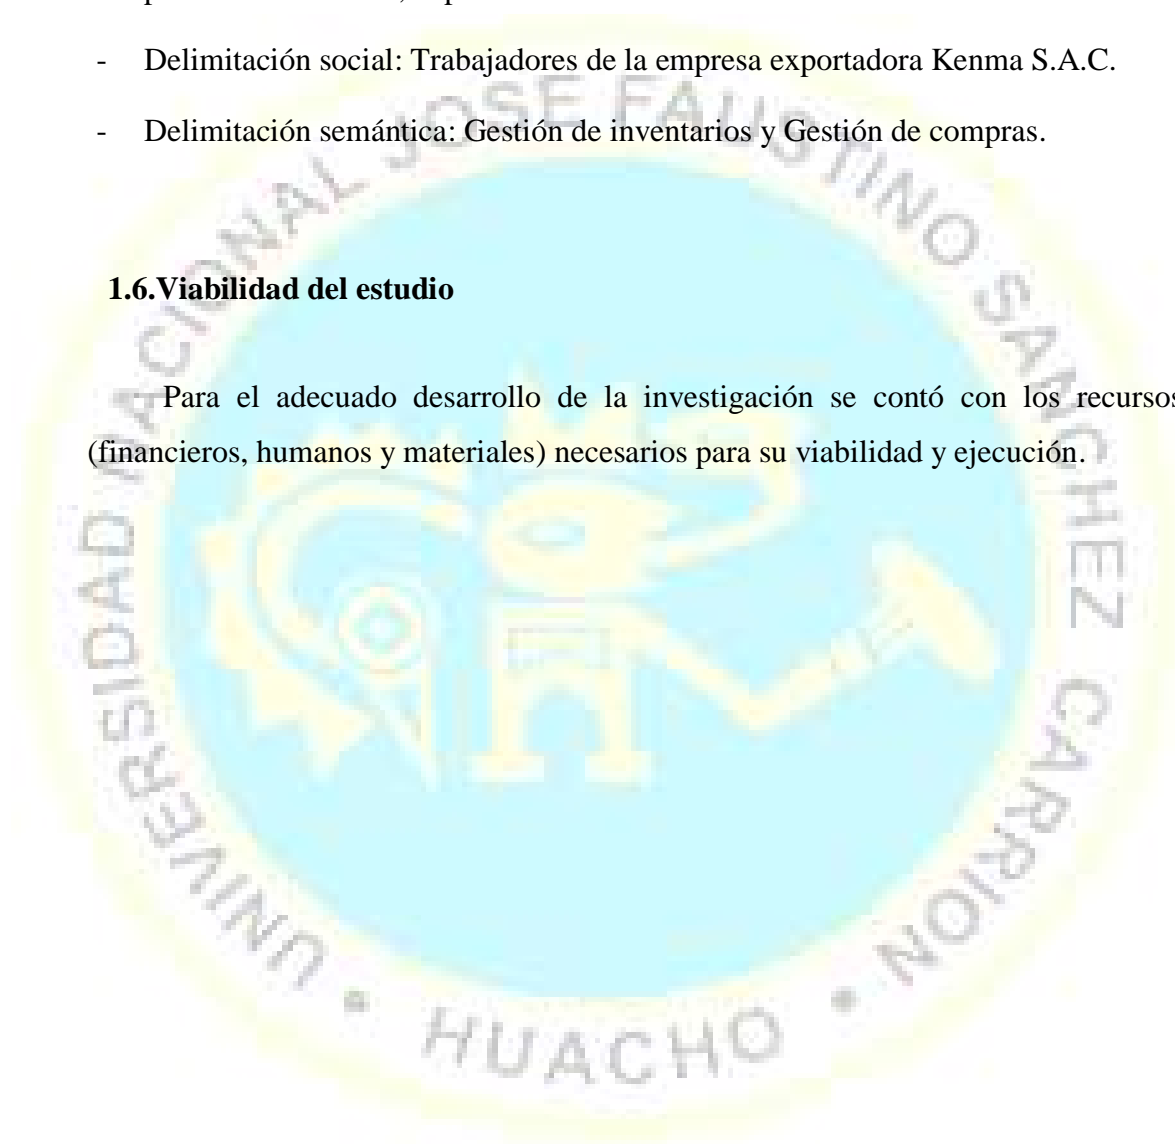 - Delimitación social: Trabajadores de la empresa exportadora Kenma S.A.C.
- Delimitación semántica: Gestión de inventarios y Gestión de compras.
1.6.Viabilidad del estudio
Para el adecuado desarrollo de la investigación se contó con los recursos
(financieros, humanos y materiales) necesarios para su viabilidad y ejecución.
UNIVERSIDAD NACIONAL JOSE FAUSTINO SANCHEZ CARRION • HUACHO •